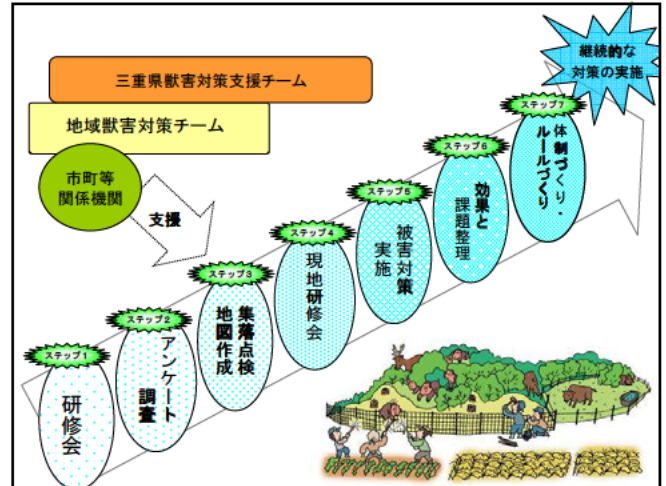 三重県獣害対策支援チーム
地域獣害対策チーム
市町等
関係機関
支援
ステップ1
研修会
ステップ2
アンケート
調査
ステップ3
集落点検
地図作成
ステップ4
現地研修会
ステップ5
被害対策
実施
ステップ6
効果と
課題整理
ステップ7
体制づくり・
ルールづくり
継続的な
対策の実施